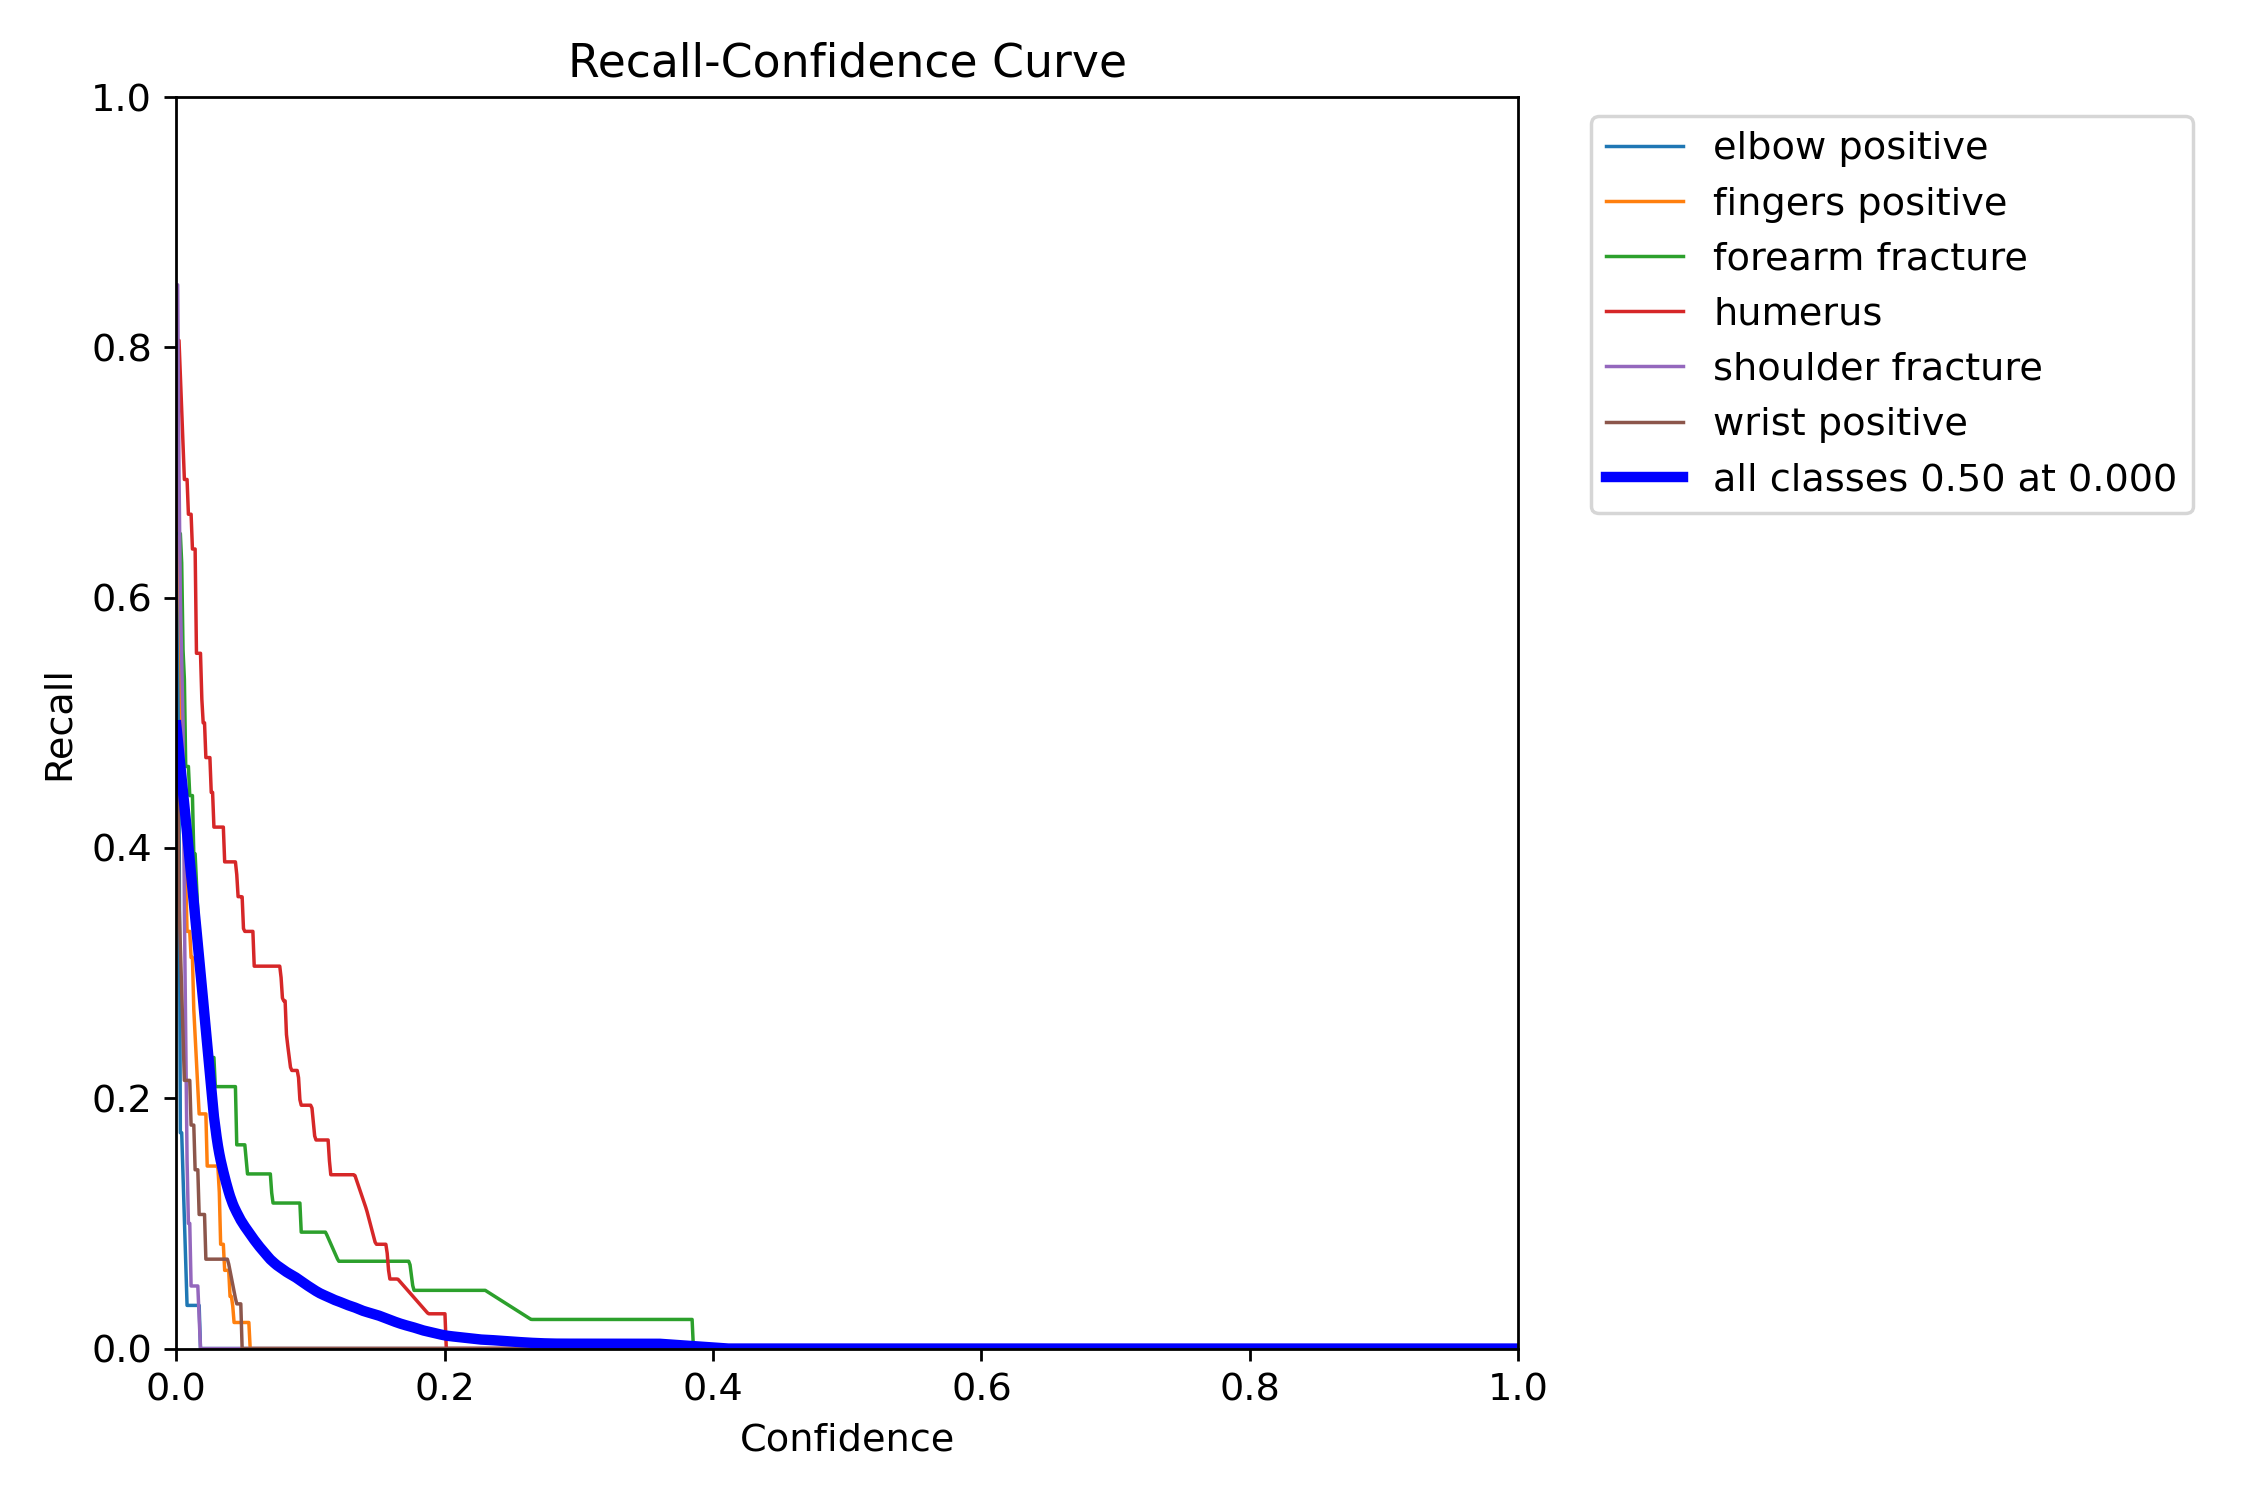 Recall-Confidence Curve
1.0
0.8
0.6
0.4
0.2
0.0
Recall
0.0 0.2 0.4 0.6 0.8 1.0
Confidence
elbow positive
fingers positive
forearm fracture
humerus
shoulder fracture
wrist positive
all classes 0.50 at 0.000